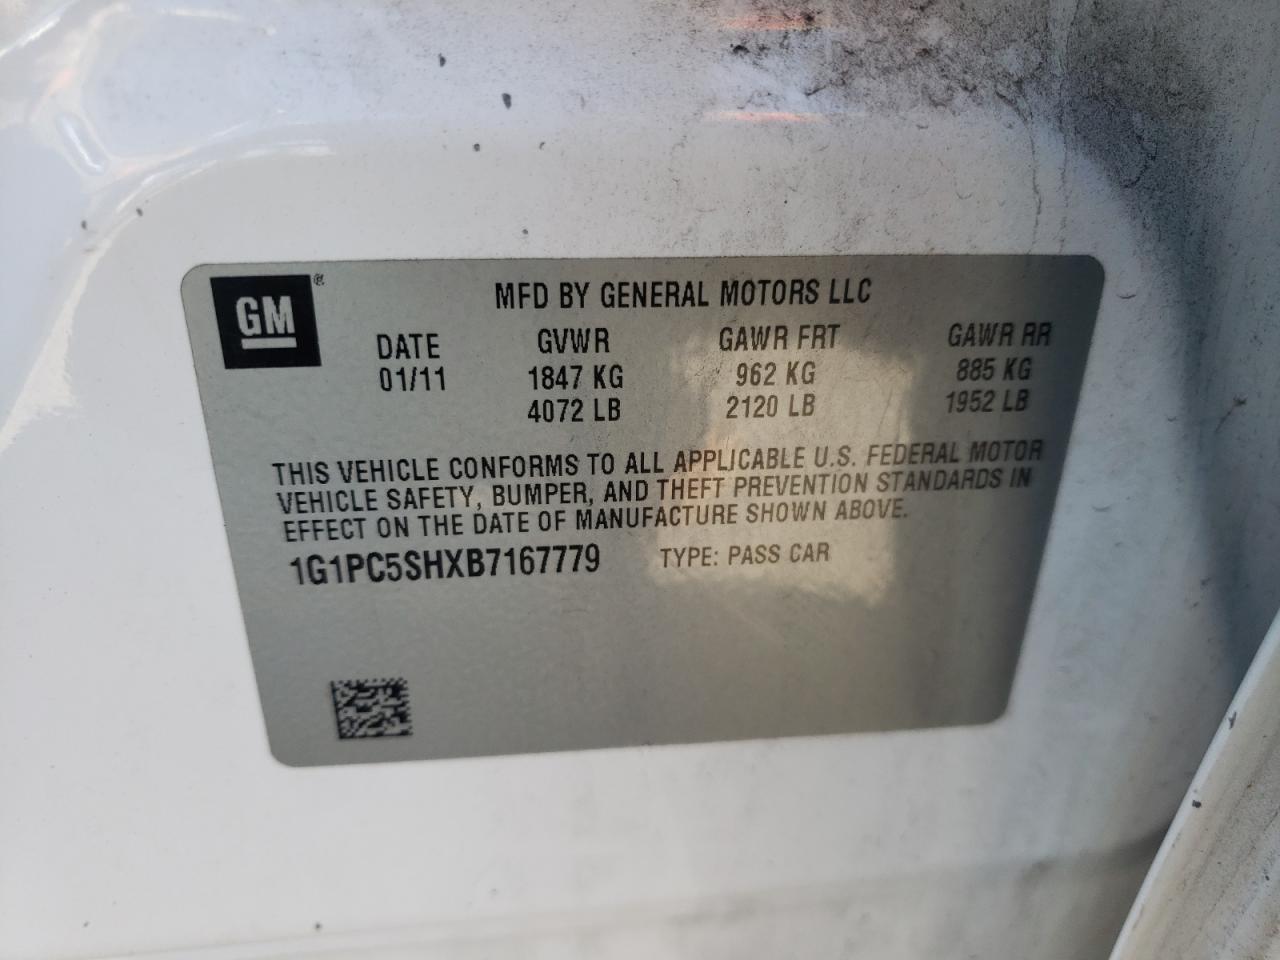 GM®
MFD BY GENERAL MOTORS LLC
DATE GVWR GAWR FRT GAWR RR
01/11 1847 KG 962 KG 885 KG
4072 LB 2120 LB 1952 LB
THIS VEHICLE CONFORMS TO ALL APPLICABLE U.S. FEDERAL MOTOR
VEHICLE SAFETY, BUMPER, AND THEFT PREVENTION STANDARDS IN
EFFECT ON THE DATE OF MANUFACTURE SHOWN ABOVE.
1G1PC5SHXB7167779 TYPE: PASS CAR